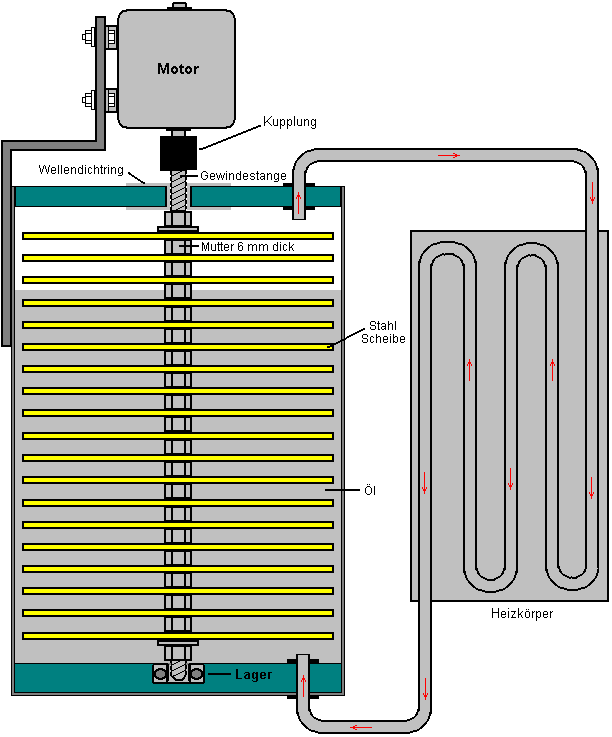 Motor
Kupplung
Wellendichtring
Gewindestange
Mutter 6 mm dick
Stahl
Scheibe
Öl
Heizkörper
Lager